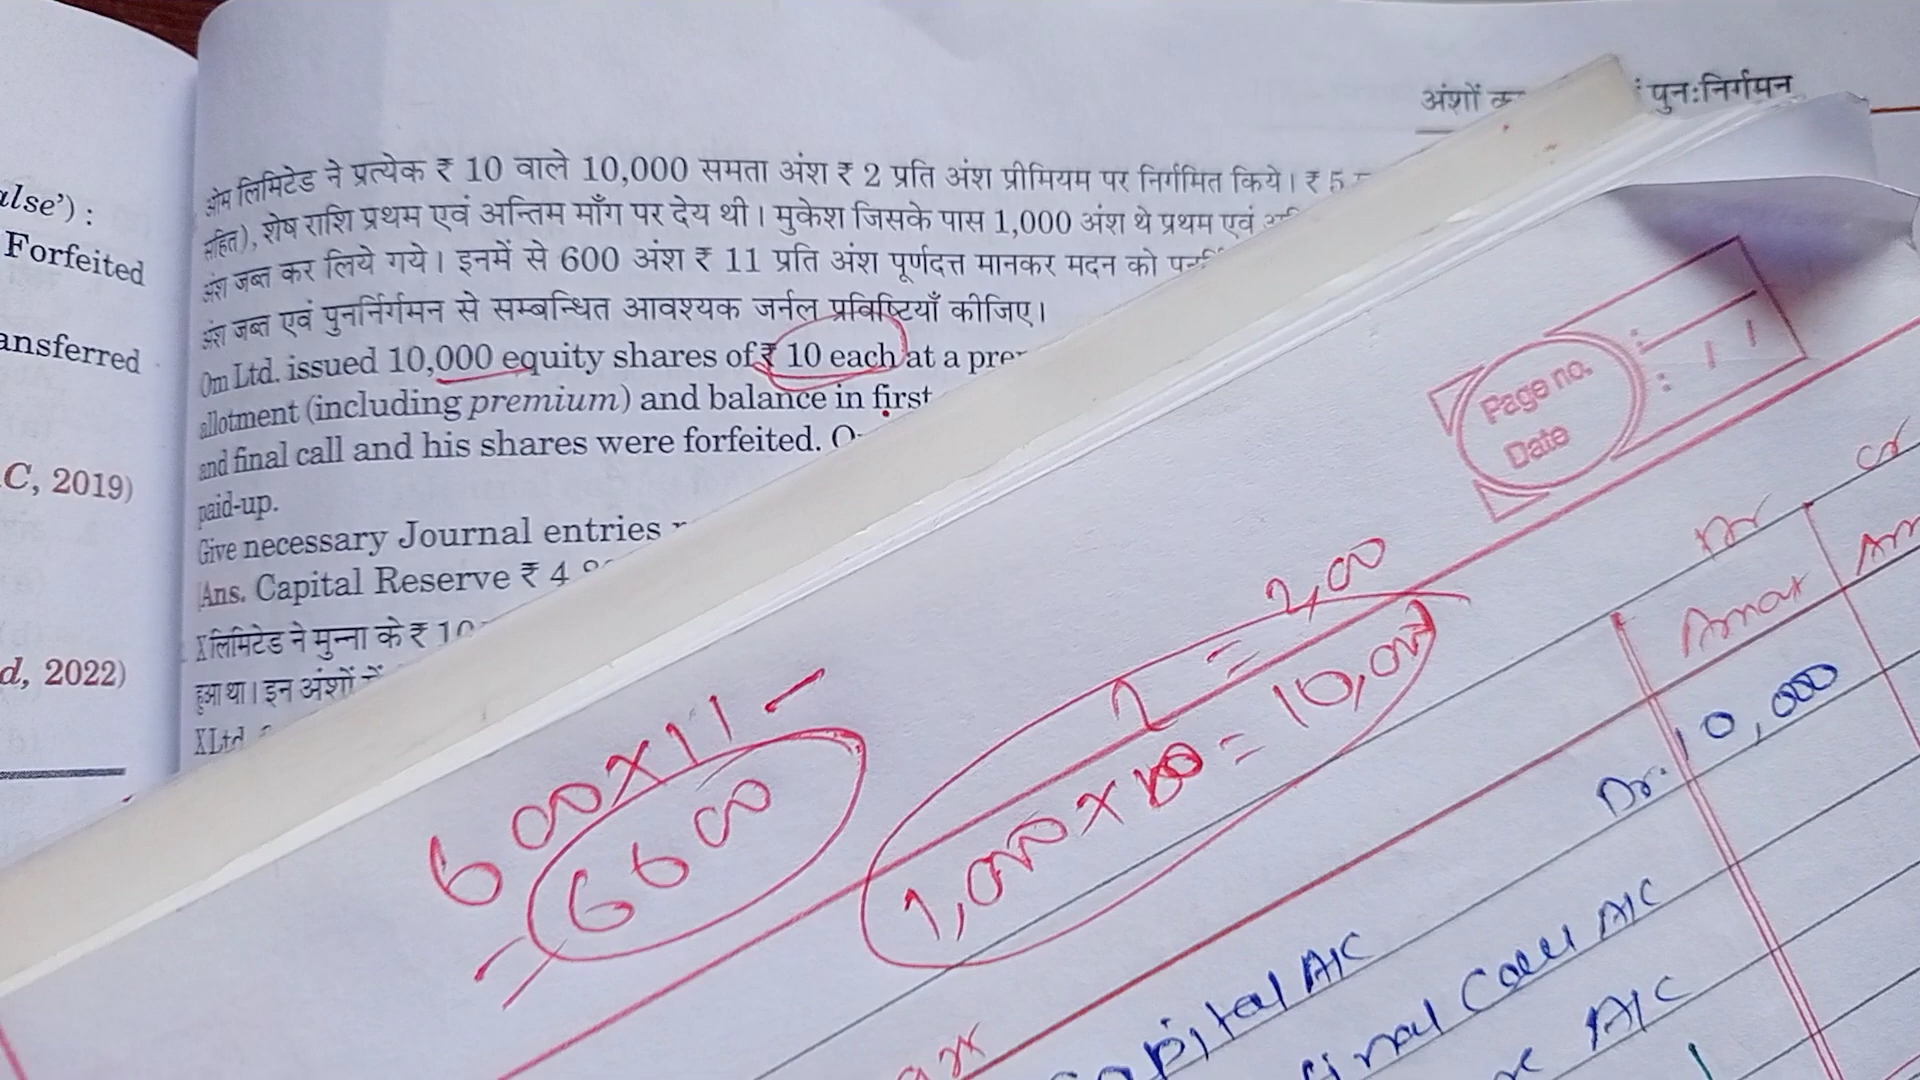 अंशों पुनःनिर्गमन
ओम लिमिटेड ने प्रत्येक ₹ 10 वाले 10,000 समता अंश ₹ 2 प्रति अंश प्रीमियम पर निर्गमित किये। ₹ 5
सहित), शेष राशि प्रथम एवं अन्तिम माँग पर देय थी। मुकेश जिसके पास 1,000 अंश थे प्रथम एवं
अंश जब्त कर लिये गये। इनमें से 600 अंश ₹ 11 प्रति अंश पूर्णदत्त मानकर मदन को
अंश जब्त एवं पुनर्निर्गमन से सम्बन्धित आवश्यक जर्नल प्रविष्टियाँ कीजिए।
Om Ltd. issued 10,000 equity shares of ₹ 10 each at a
allotment (including premium) and balance in first
and final call and his shares were forfeited.
paid-up.
Give necessary Journal entries
Ans. Capital Reserve ₹ 4
X लिमिटेड ने मुन्ना के ₹ 10
हुआ था। इन अंशों में
X Ltd.
alse') :
Forfeited
ansferred
C, 2019)
d, 2022)
Page no.
Date
600×11
= 6600
2 = 2,00
1,000 × 10 = 10,000
Dr
Cr
Amot
Am
Dr. 10,000
apital A/C
final Call A/C
A/C